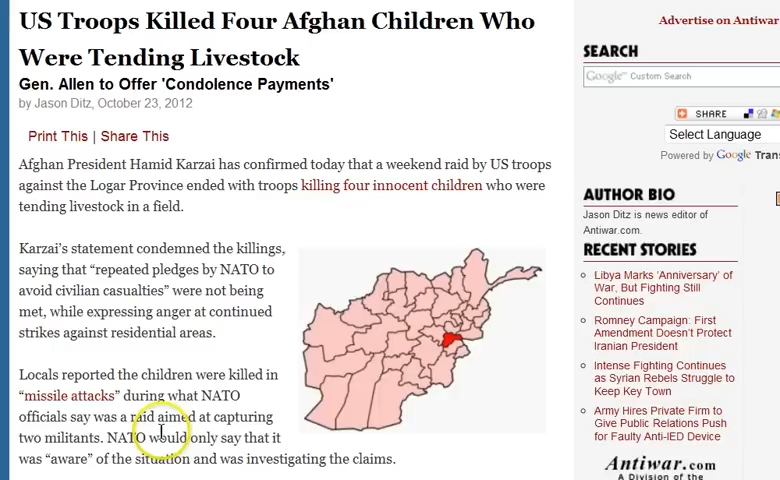 US Troops Killed Four Afghan Children Who
Were Tending Livestock
Gen. Allen to Offer 'Condolence Payments'
by Jason Ditz, October 23, 2012
Print This | Share This
Afghan President Hamid Karzai has confirmed today that a weekend raid by US troops
against the Logar Province ended with troops killing four innocent children who were
tending livestock in a field.
Karzai's statement condemned the killings,
saying that “repeated pledges by NATO to
avoid civilian casualties” were not being
met, while expressing anger at continued
strikes against residential areas.
Locals reported the children were killed in
“missile attacks” during what NATO
officials say was a raid aimed at capturing
two militants. NATO would only say that it
was “aware” of the situation and was investigating the claims.
Advertise on Antiwar
SEARCH
Google™ Custom Search
SHARE
Select Language
Powered by Google Trans
AUTHOR BIO
Jason Ditz is news editor of
Antiwar.com.
RECENT STORIES
Libya Marks 'Anniversary' of
War, But Fighting Still
Continues
Romney Campaign: First
Amendment Doesn't Protect
Iranian President
Intense Fighting Continues
as Syrian Rebels Struggle to
Keep Key Town
Army Hires Private Firm to
Give Public Relations Push
for Faulty Anti-IED Device
Antiwar.com
A Division of the